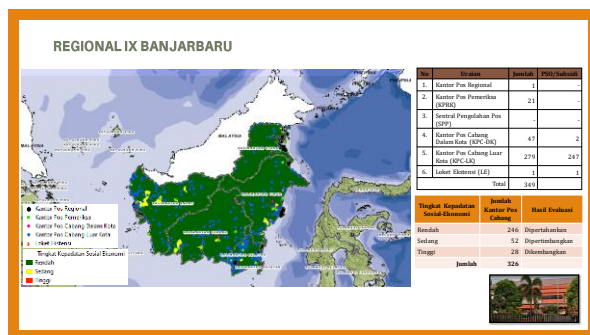 REGIONAL IX BANJARBARU
No Uraian Jumlah PSO/Subsidi
1. Kantor Pos Regional 1 -
2. Kantor Pos Pemeriksa (KPRK) 21 -
3. Sentral Pengolahan Pos (SPP) - -
4. Kantor Pos Cabang Dalam Kota (KPC-DK) 47 2
5. Kantor Pos Cabang Luar Kota (KPC-LK) 279 247
6. Loket Ekstensi (LE) 1 1
Total 349
MALAYSIA
Kantor Pos Regional
Kantor Pos Pemeriksa
Kantor Pos Cabang Dalam Kota
Kantor Pos Cabang Luar Kota
Loket Ekstensi
Tingkat Kepadatan Sosial Ekonomi
Rendah
Sedang
Tinggi
Tingkat Kepadatan Sosial-Ekonomi Jumlah Kantor Pos Cabang Hasil Evaluasi
Rendah 246 Dipertahankan
Sedang 52 Dipertimbangkan
Tinggi 28 Dikembangkan
Jumlah 326